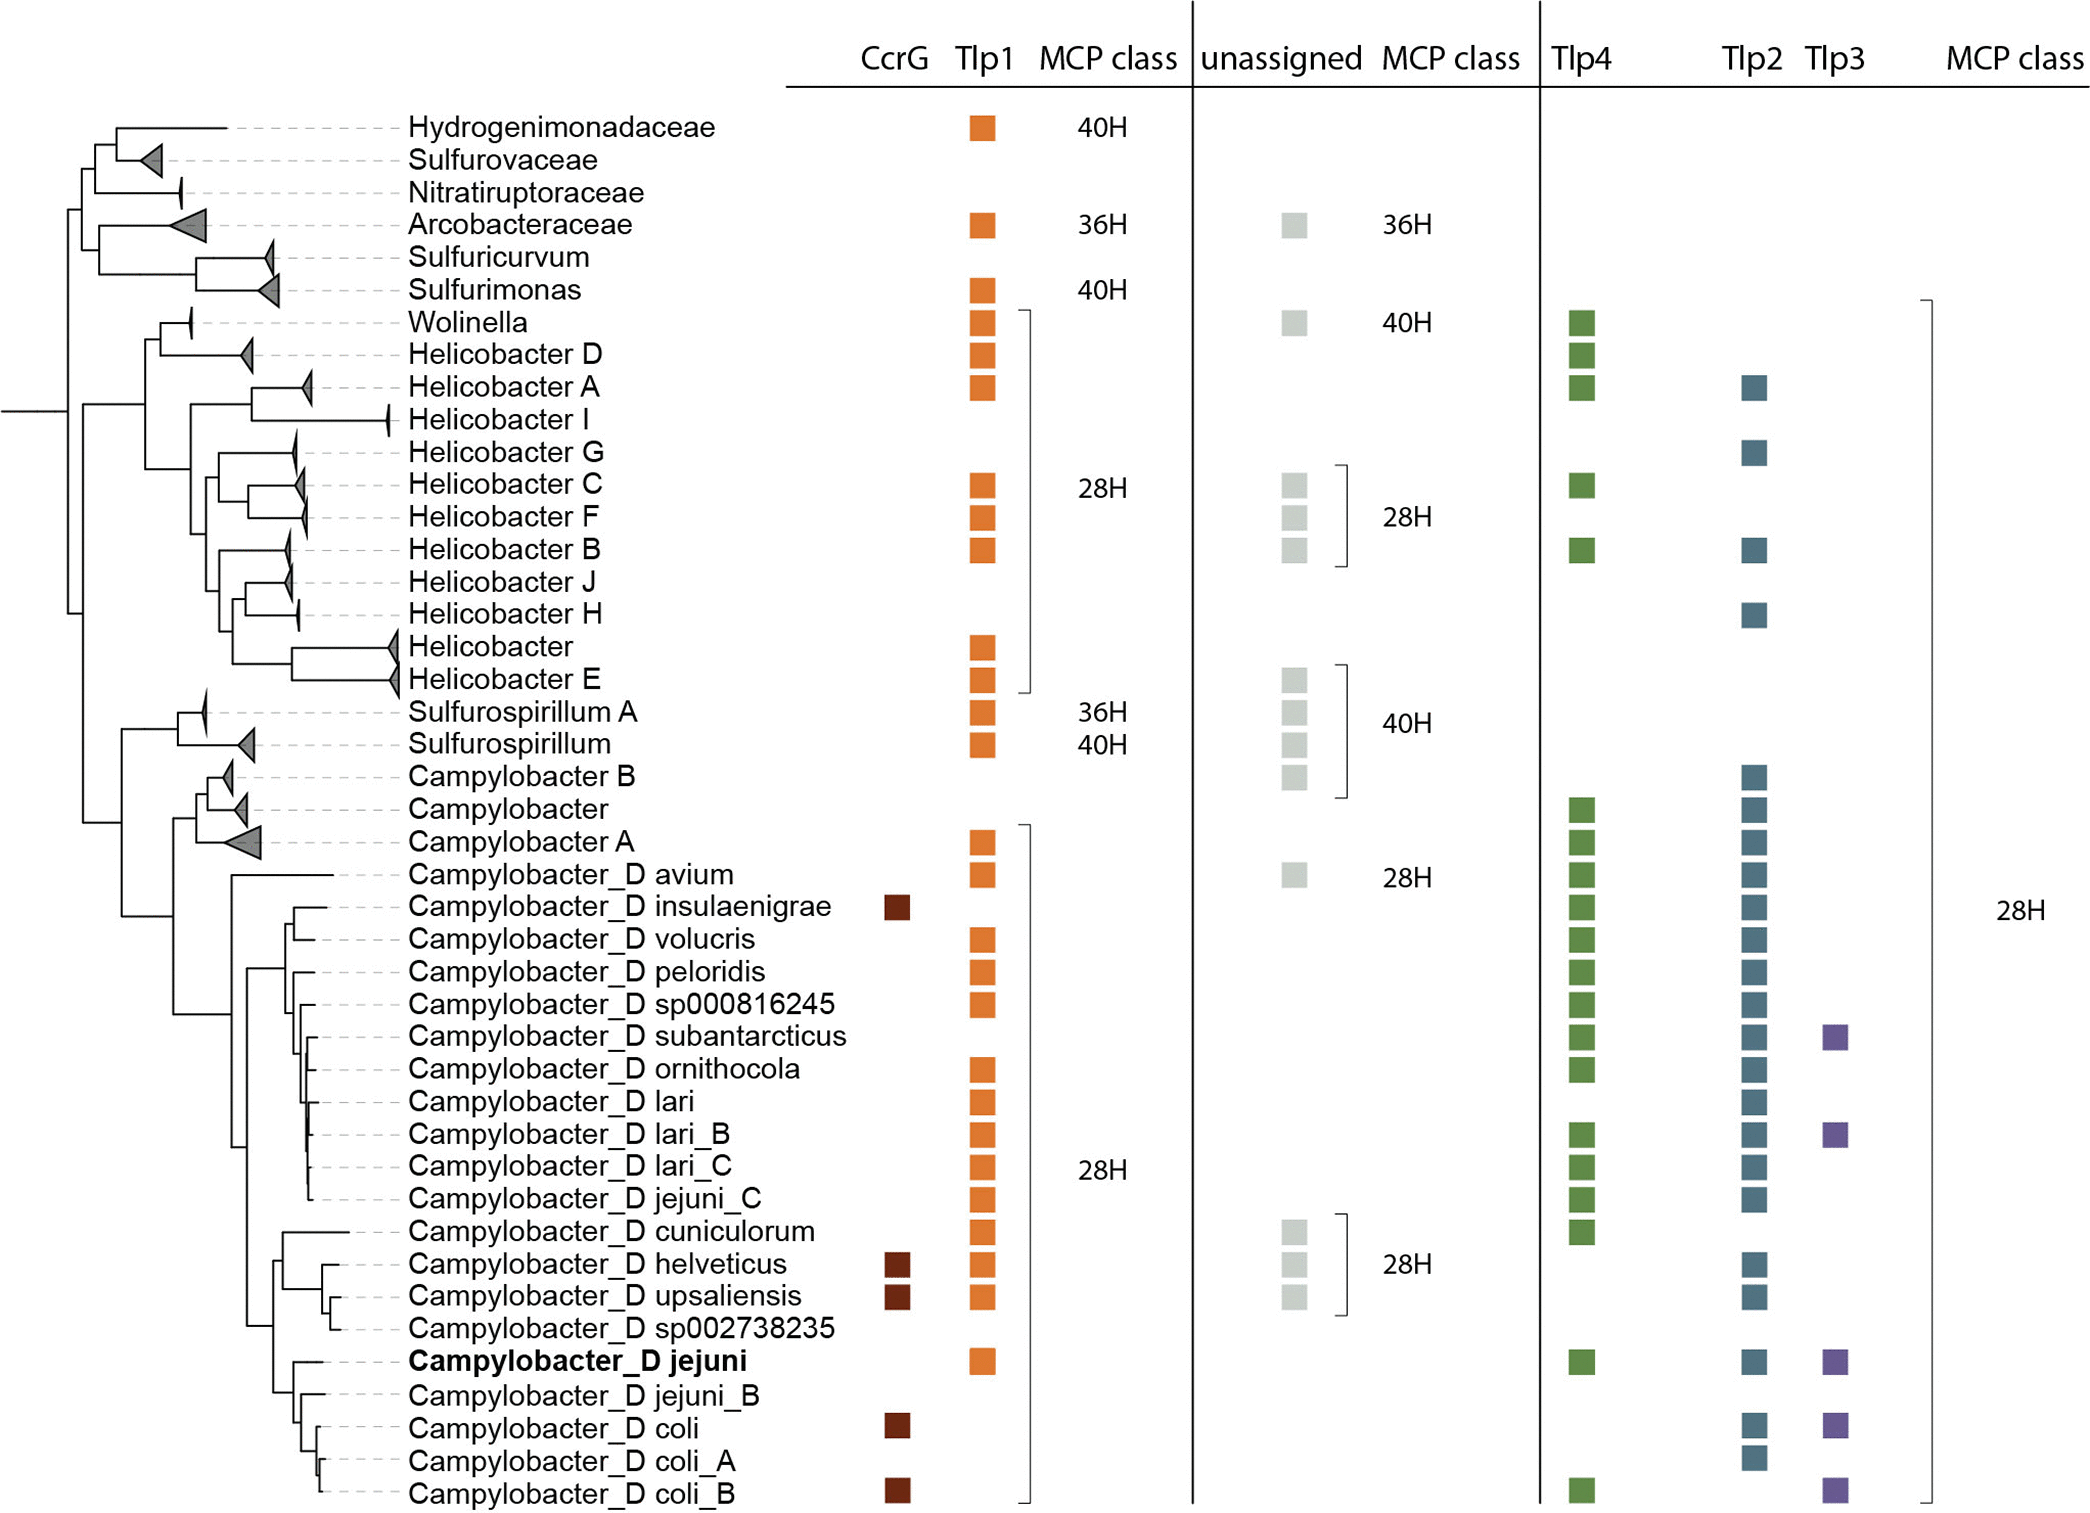 CcrG Tlp1 MCP class unassigned MCP class Tlp4 Tlp2 Tlp3 MCP class
Hydrogenimonadaceae 40H
Sulfurovaceae
Nitratiruptoraceae
Arcobacteraceae 36H 36H
Sulfuricurvum
Sulfurimonas 40H
Wolinella 40H
Helicobacter D
Helicobacter A
Helicobacter I
Helicobacter G
Helicobacter C 28H
Helicobacter F 28H
Helicobacter B
Helicobacter J
Helicobacter H
Helicobacter
Helicobacter E
Sulfurospirillum A 36H 40H
Sulfurospirillum 40H
Campylobacter B
Campylobacter
Campylobacter A
Campylobacter_D avium 28H
Campylobacter_D insulaenigrae 28H
Campylobacter_D volucris
Campylobacter_D peloridis
Campylobacter_D sp000816245
Campylobacter_D subantarcticus
Campylobacter_D ornithocola
Campylobacter_D lari
Campylobacter_D lari_B
Campylobacter_D lari_C 28H
Campylobacter_D jejuni_C
Campylobacter_D cuniculorum
Campylobacter_D helveticus 28H
Campylobacter_D upsaliensis
Campylobacter_D sp002738235
Campylobacter_D jejuni
Campylobacter_D jejuni_B
Campylobacter_D coli
Campylobacter_D coli_A
Campylobacter_D coli_B